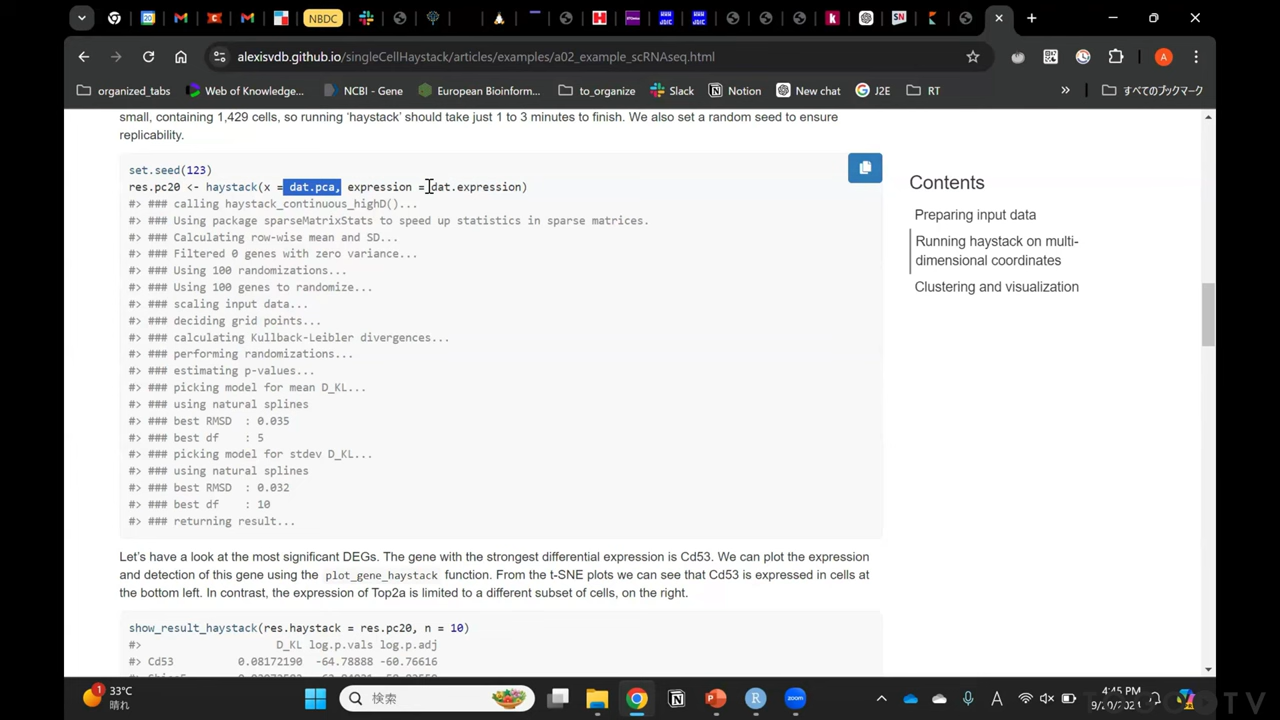 NBDC
alexisvdb.github.io/singleCellHaystack/articles/examples/a02_example_scRNAseq.html
organized_tabs
Web of Knowledge...
NCBI - Gene
European Bioinform...
to_organize
Slack
Notion
New chat
J2E
RT
»
すべてのブックマーク
small, containing 1,429 cells, so running 'haystack' should take just 1 to 3 minutes to finish. We also set a random seed to ensure
replicability.
set.seed(123)
res.pc20 <- haystack(x = dat.pca, expression = dat.expression)
#> ### calling haystack_continuous_highD()...
#> ### Using package sparseMatrixStats to speed up statistics in sparse matrices.
#> ### Calculating row-wise mean and SD...
#> ### Filtered 0 genes with zero variance...
#> ### Using 100 randomizations...
#> ### Using 100 genes to randomize...
#> ### scaling input data...
#> ### deciding grid points...
#> ### calculating Kullback-Leibler divergences...
#> ### performing randomizations...
#> ### estimating p-values...
#> ### picking model for mean D_KL...
#> ### using natural splines
#> ### best RMSD  : 0.035
#> ### best df    : 5
#> ### picking model for stdev D_KL...
#> ### using natural splines
#> ### best RMSD  : 0.032
#> ### best df    : 10
#> ### returning result...
Let's have a look at the most significant DEGs. The gene with the strongest differential expression is Cd53. We can plot the expression
and detection of this gene using the plot_gene_haystack function. From the t-SNE plots we can see that Cd53 is expressed in cells at
the bottom left. In contrast, the expression of Top2a is limited to a different subset of cells, on the right.
show_result_haystack(res.haystack = res.pc20, n = 10)
#> D_KL log.p.vals log.p.adj
#> Cd53 0.08172190 -64.78888 -60.76616
Contents
Preparing input data
Running haystack on multi-
dimensional coordinates
Clustering and visualization
1
33°C
晴れ
検索
zoom
A
4:45 PM